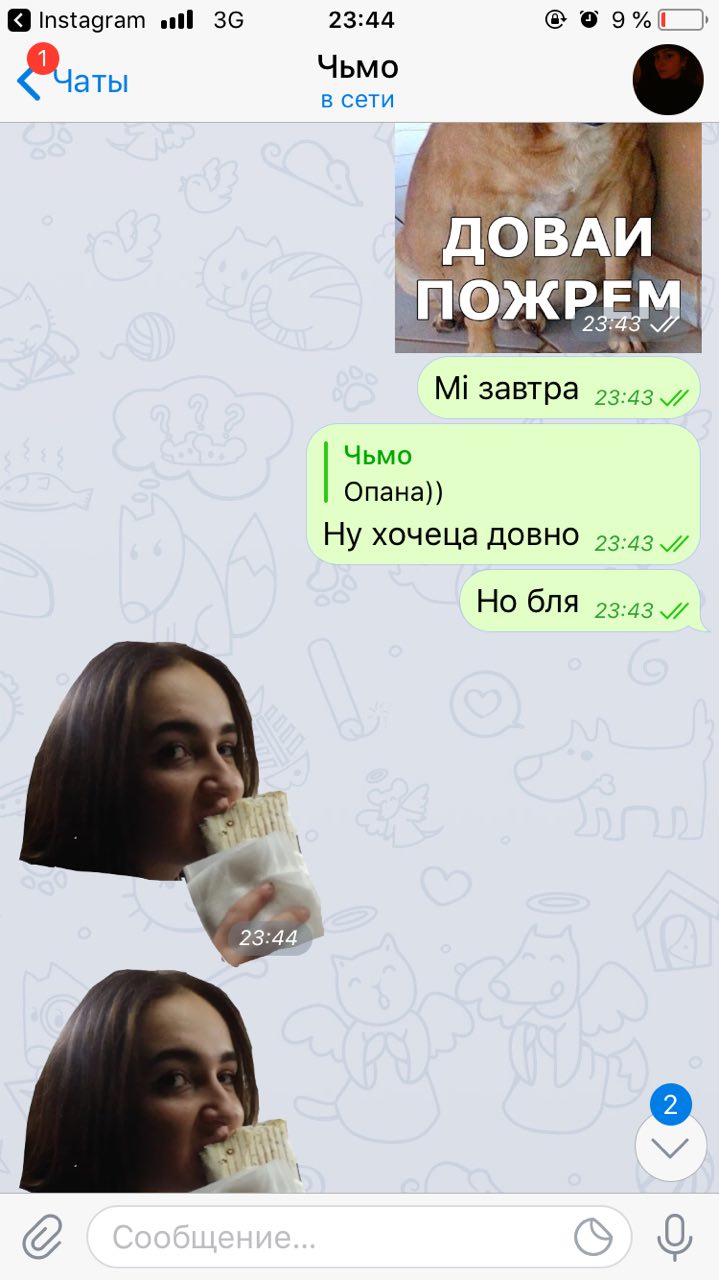 Instagram 3G 23:44 9 %
1
Чаты Чьмо
в сети
ДОВАИ
ПОЖРЕМ
23:43
Мі завтра 23:43
Чьмо
Опана))
Ну хочеца довно 23:43
Но бля 23:43
23:44
2
Сообщение...